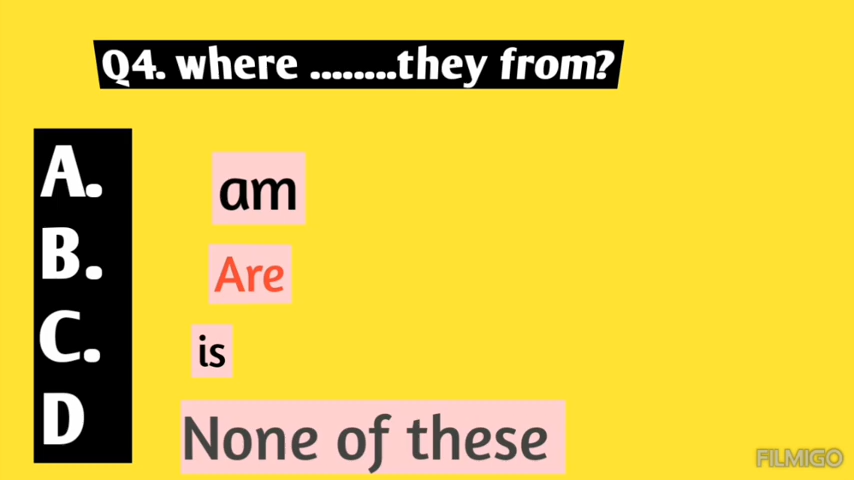 Q4. where ........they from?
A. am
B. Are
C. is
D None of these
FILMIGO